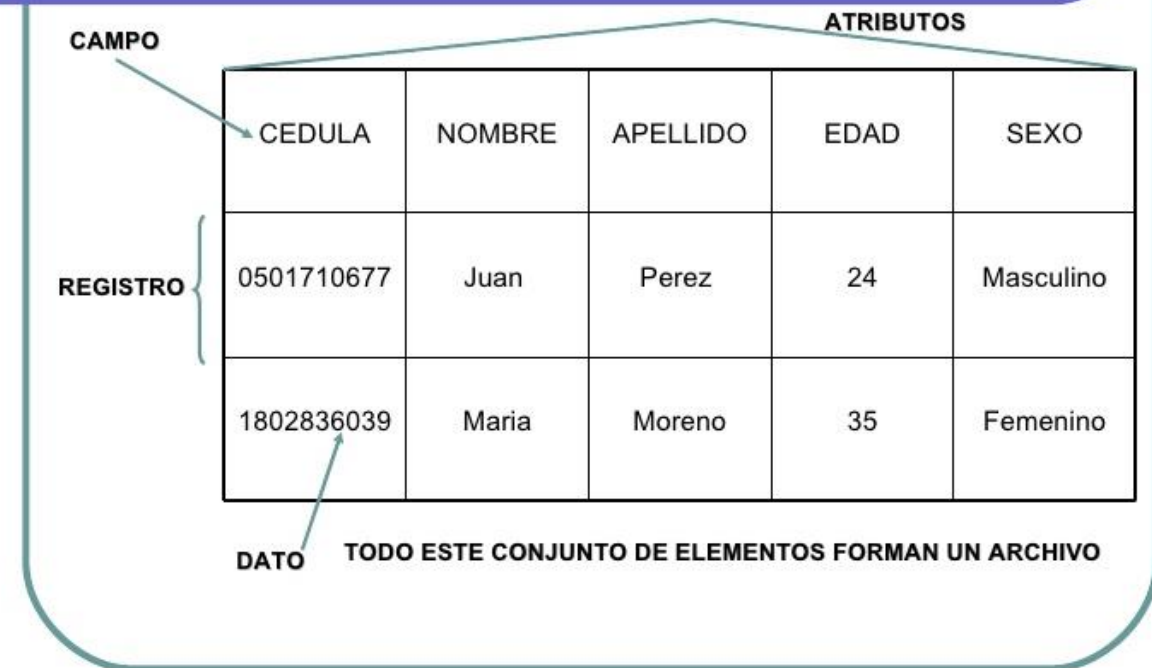 ATRIBUTOS
CAMPO
CEDULA NOMBRE APELLIDO EDAD SEXO
REGISTRO 0501710677 Juan Perez 24 Masculino
1802836039 Maria Moreno 35 Femenino
DATO TODO ESTE CONJUNTO DE ELEMENTOS FORMAN UN ARCHIVO